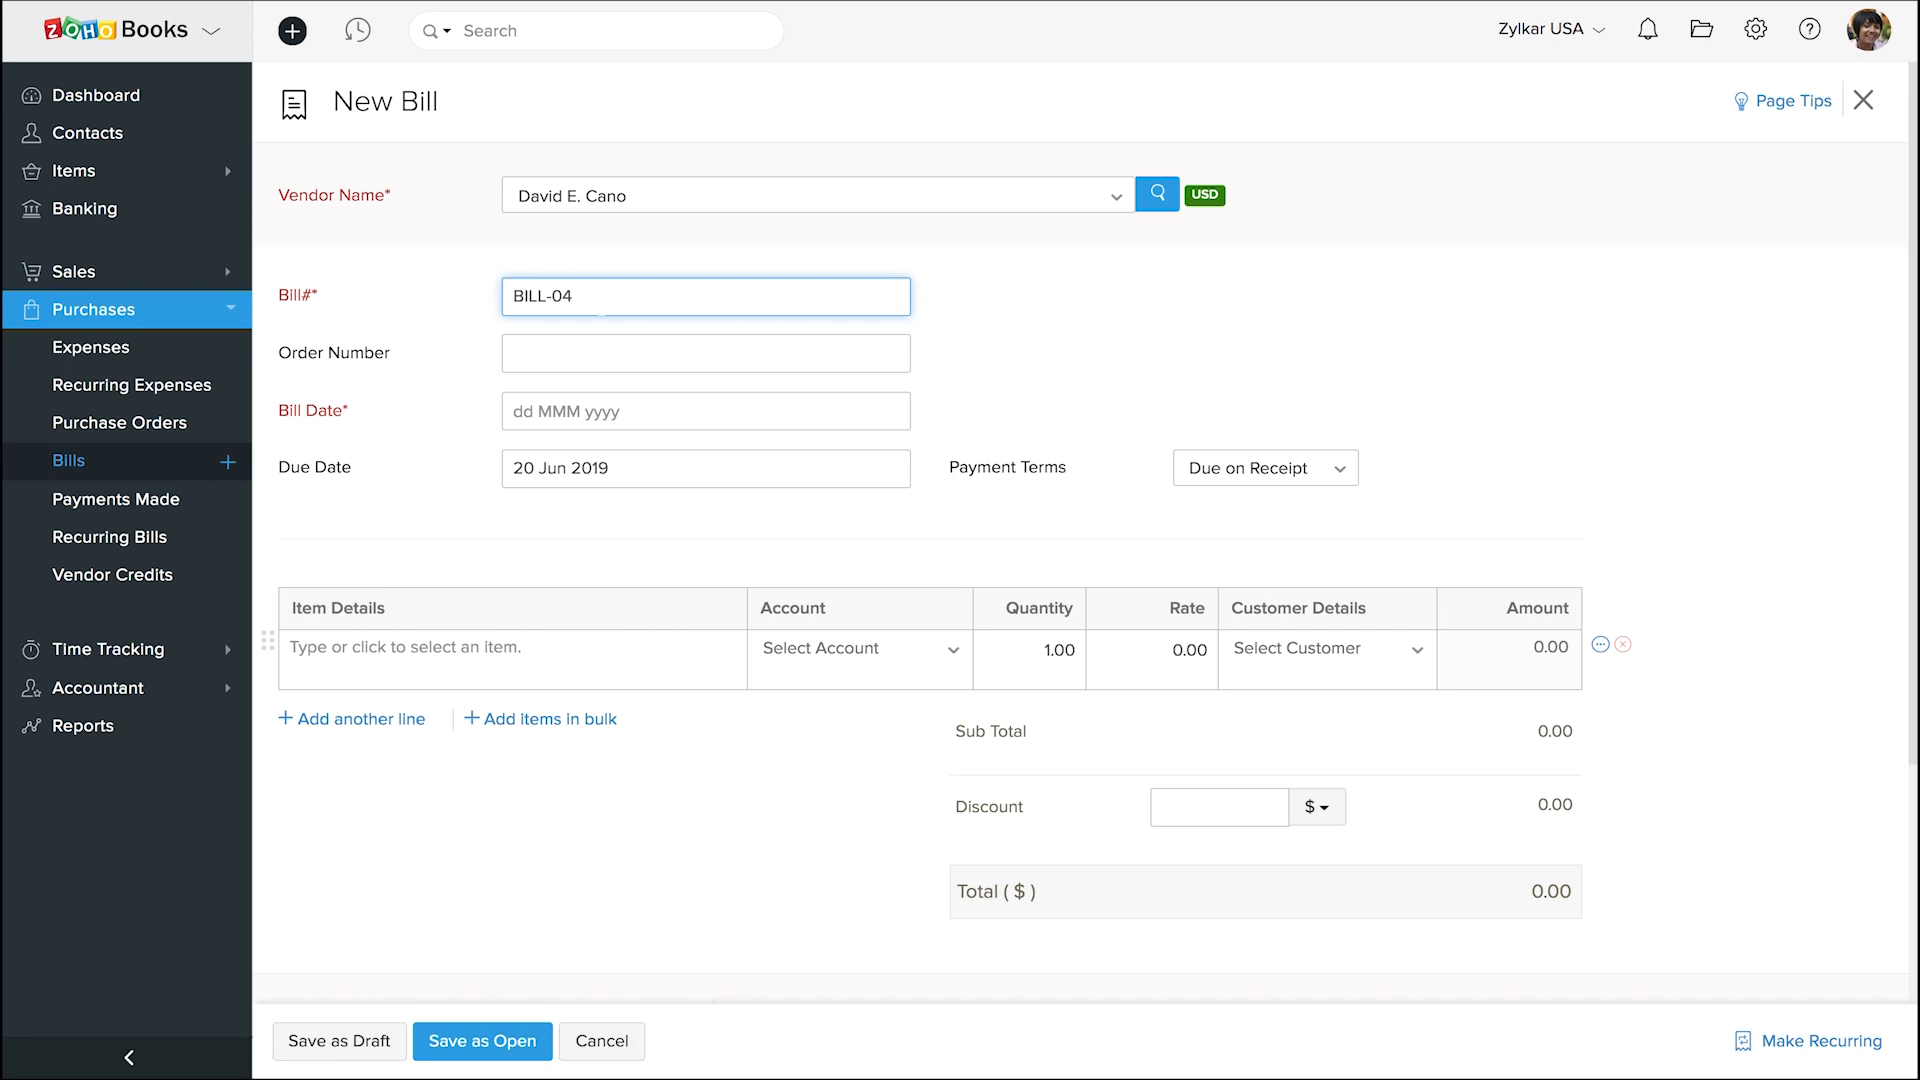 ZOHO Books
Search
Zylkar USA
Dashboard
Contacts
Items
Banking
Sales
Purchases
Expenses
Recurring Expenses
Purchase Orders
Bills
Payments Made
Recurring Bills
Vendor Credits
Time Tracking
Accountant
Reports
New Bill
Page Tips
Vendor Name*
David E. Cano
USD
Bill#*
BILL-04
Order Number
Bill Date*
dd MMM yyyy
Due Date
20 Jun 2019
Payment Terms
Due on Receipt
Item Details Account Quantity Rate Customer Details Amount
Type or click to select an item. Select Account 1.00 0.00 Select Customer 0.00
+ Add another line + Add items in bulk
Sub Total 0.00
Discount $ 0.00
Total ( $ ) 0.00
Save as Draft Save as Open Cancel Make Recurring